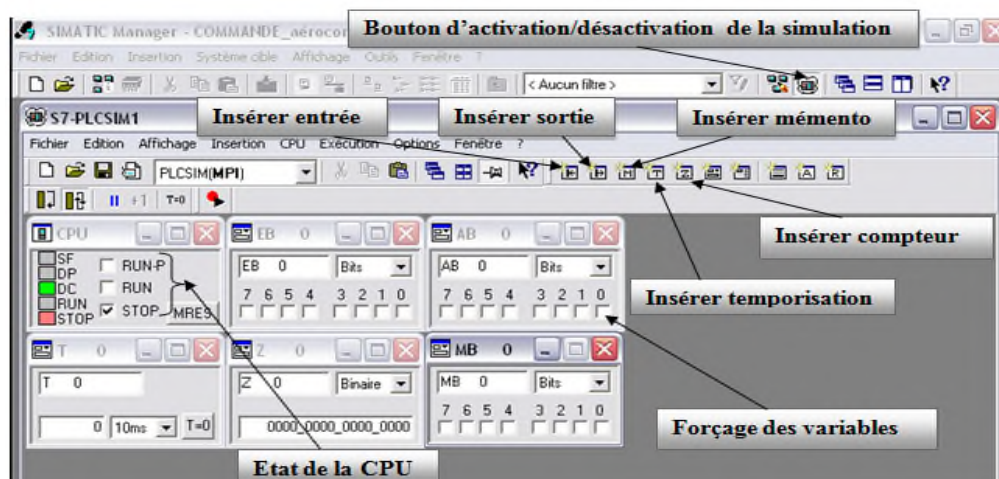 SIMATIC Manager - COMMANDE_aérocor
Bouton d'activation/désactivation de la simulation
Fichier Edition Insertion Système cible Affichage Outils Fenêtre ?
< Aucun filtre >
S7-PLCSIM1
Insérer entrée
Insérer sortie
Insérer mémento
Fichier Edition Affichage Insertion CPU Exécution Options Fenêtre ?
PLCSIM(MPI)
+1 T=0
CPU
SF
DP
DC
RUN
STOP
RUN-P
RUN
STOP
MRES
EB 0
EB 0 Bits
7 6 5 4 3 2 1 0
AB 0
AB 0 Bits
7 6 5 4 3 2 1 0
Insérer compteur
Insérer temporisation
T 0
T 0
0 10ms T=0
Z 0
Z 0 Binaire
0000_0000_0000_0000
MB 0
MB 0 Bits
7 6 5 4 3 2 1 0
Forçage des variables
Etat de la CPU